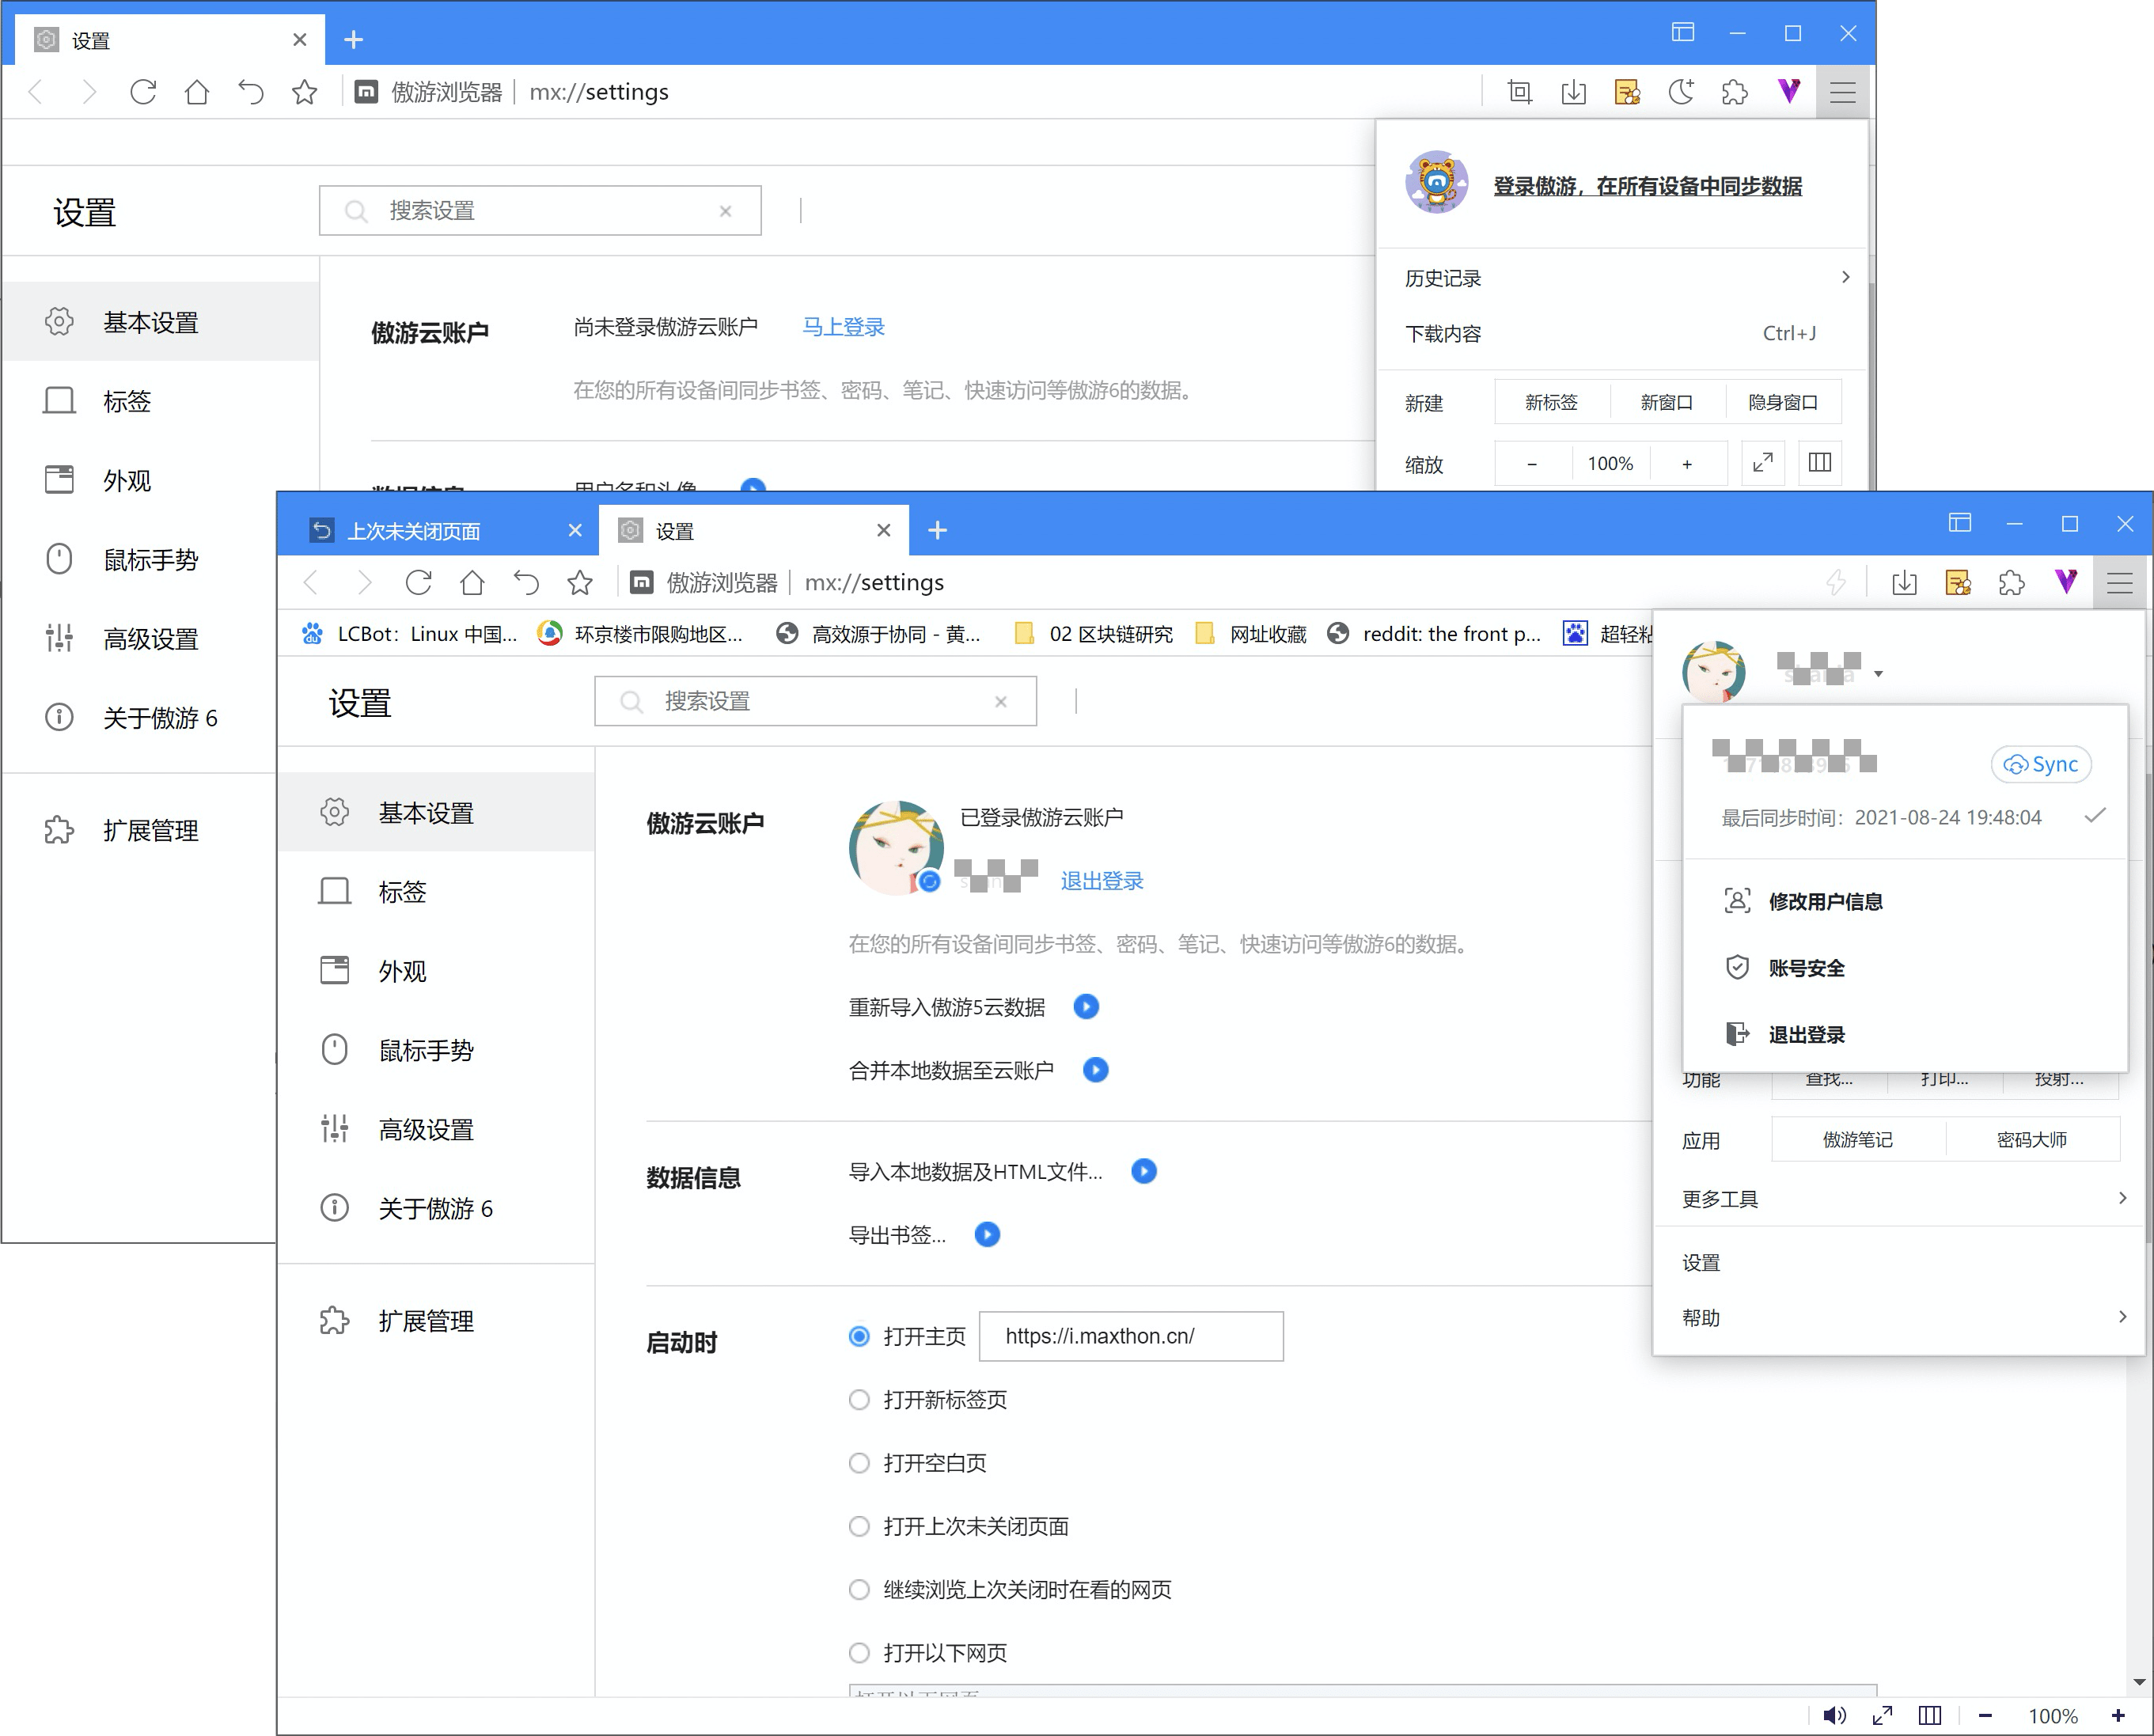 设置
傲游浏览器 mx://settings
设置
搜索设置
登录傲游，在所有设备中同步数据
历史记录
下载内容 Ctrl+J
新建 新标签 新窗口 隐身窗口
缩放 − 100% +
基本设置
标签
外观
鼠标手势
高级设置
关于傲游 6
扩展管理
傲游云账户 尚未登录傲游云账户 马上登录
在您的所有设备间同步书签、密码、笔记、快速访问等傲游6的数据。
数据信息 用户名和头像
上次未关闭页面 设置
傲游浏览器 mx://settings
LCBot：Linux 中国... 环京楼市限购地区... 高效源于协同 - 黄... 02 区块链研究 网址收藏 reddit: the front p... 超轻粘
设置
搜索设置
基本设置
标签
外观
鼠标手势
高级设置
关于傲游 6
扩展管理
傲游云账户 已登录傲游云账户
退出登录
在您的所有设备间同步书签、密码、笔记、快速访问等傲游6的数据。
重新导入傲游5云数据
合并本地数据至云账户
数据信息 导入本地数据及HTML文件...
导出书签...
启动时 打开主页 https://i.maxthon.cn/
打开新标签页
打开空白页
打开上次未关闭页面
继续浏览上次关闭时在看的网页
打开以下网页
Sync
最后同步时间：2021-08-24 19:48:04
修改用户信息
账号安全
退出登录
功能 查找... 打印... 投射...
应用 傲游笔记 密码大师
更多工具
设置
帮助
100%